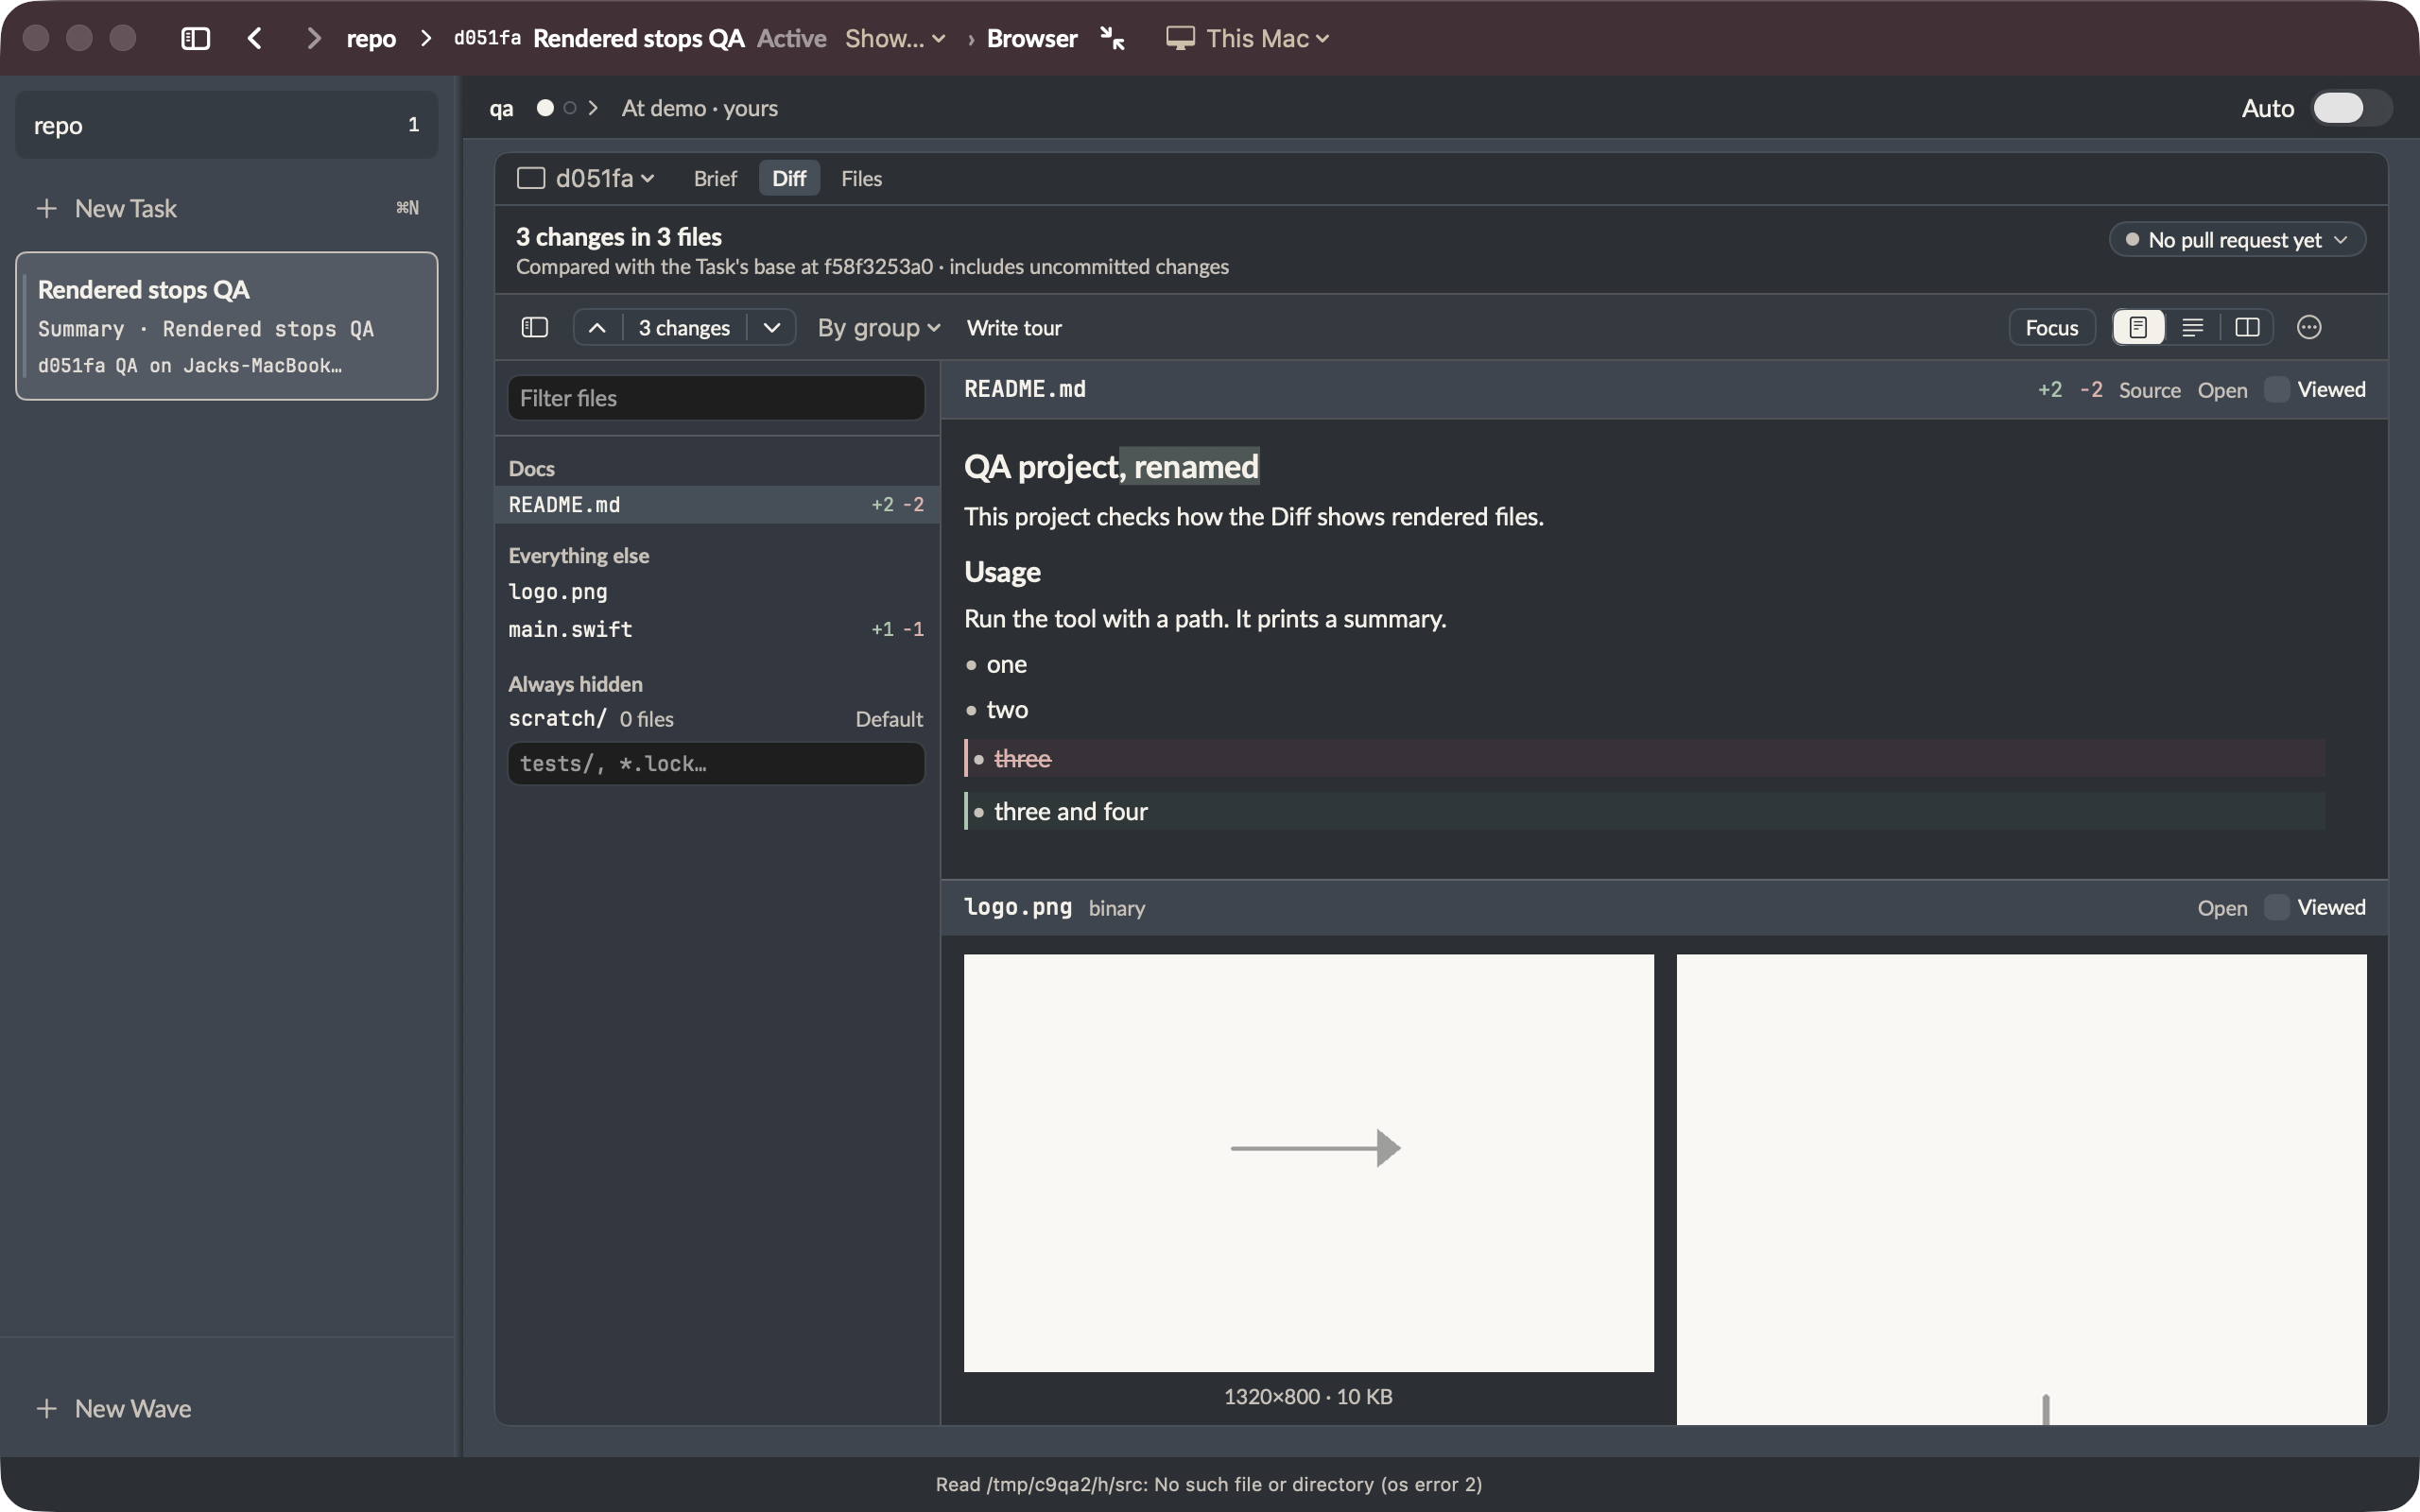 repo d051fa Rendered stops QA Active Show... Browser This Mac
repo 1
New Task ⌘N
Rendered stops QA
Summary · Rendered stops QA
d051fa QA on Jacks-MacBook…
New Wave
qa At demo · yours Auto
d051fa Brief Diff Files
3 changes in 3 files
Compared with the Task's base at f58f3253a0 · includes uncommitted changes
No pull request yet
3 changes By group Write tour Focus
Filter files
Docs
README.md +2 -2
Everything else
logo.png
main.swift +1 -1
Always hidden
scratch/ 0 files Default
tests/, *.lock…
README.md +2 -2 Source Open Viewed
QA project, renamed
This project checks how the Diff shows rendered files.
Usage
Run the tool with a path. It prints a summary.
• one
• two
• three
• three and four
logo.png binary Open Viewed
1320×800 · 10 KB
Read /tmp/c9qa2/h/src: No such file or directory (os error 2)